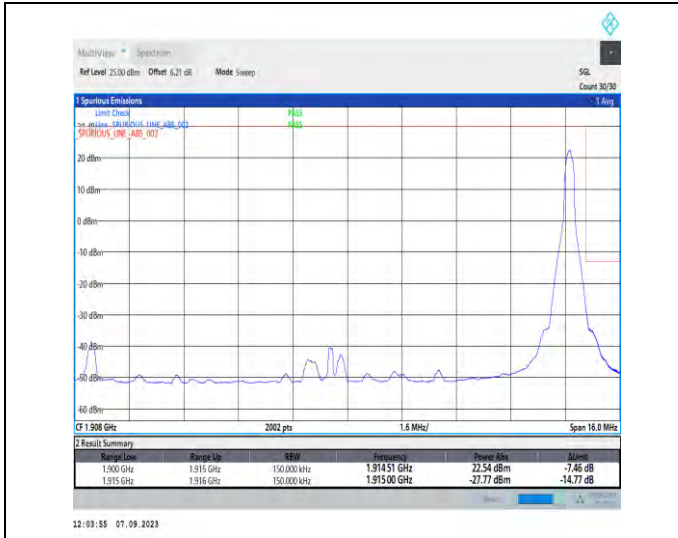 MultiView Spectrum
Ref Level 25.00 dBm Offset 6.21 dB Mode Sweep SGL
Count 30/30
1 Spurious Emissions 1 Avg
Limit Check PASS
Line _SPURIOUS_LINE_ABS_002 PASS
SPURIOUS_LINE_ABS_002
20 dBm
10 dBm
0 dBm
-10 dBm
-20 dBm
-30 dBm
-40 dBm
-50 dBm
-60 dBm
CF 1.908 GHz 2002 pts 1.6 MHz/ Span 16.0 MHz
2 Result Summary
Range Low Range Up RBW Frequency Power Abs ΔLimit
1.900 GHz 1.915 GHz 150.000 kHz 1.91451 GHz 22.54 dBm -7.46 dB
1.915 GHz 1.916 GHz 150.000 kHz 1.91500 GHz -27.77 dBm -14.77 dB
12:03:55 07.09.2023